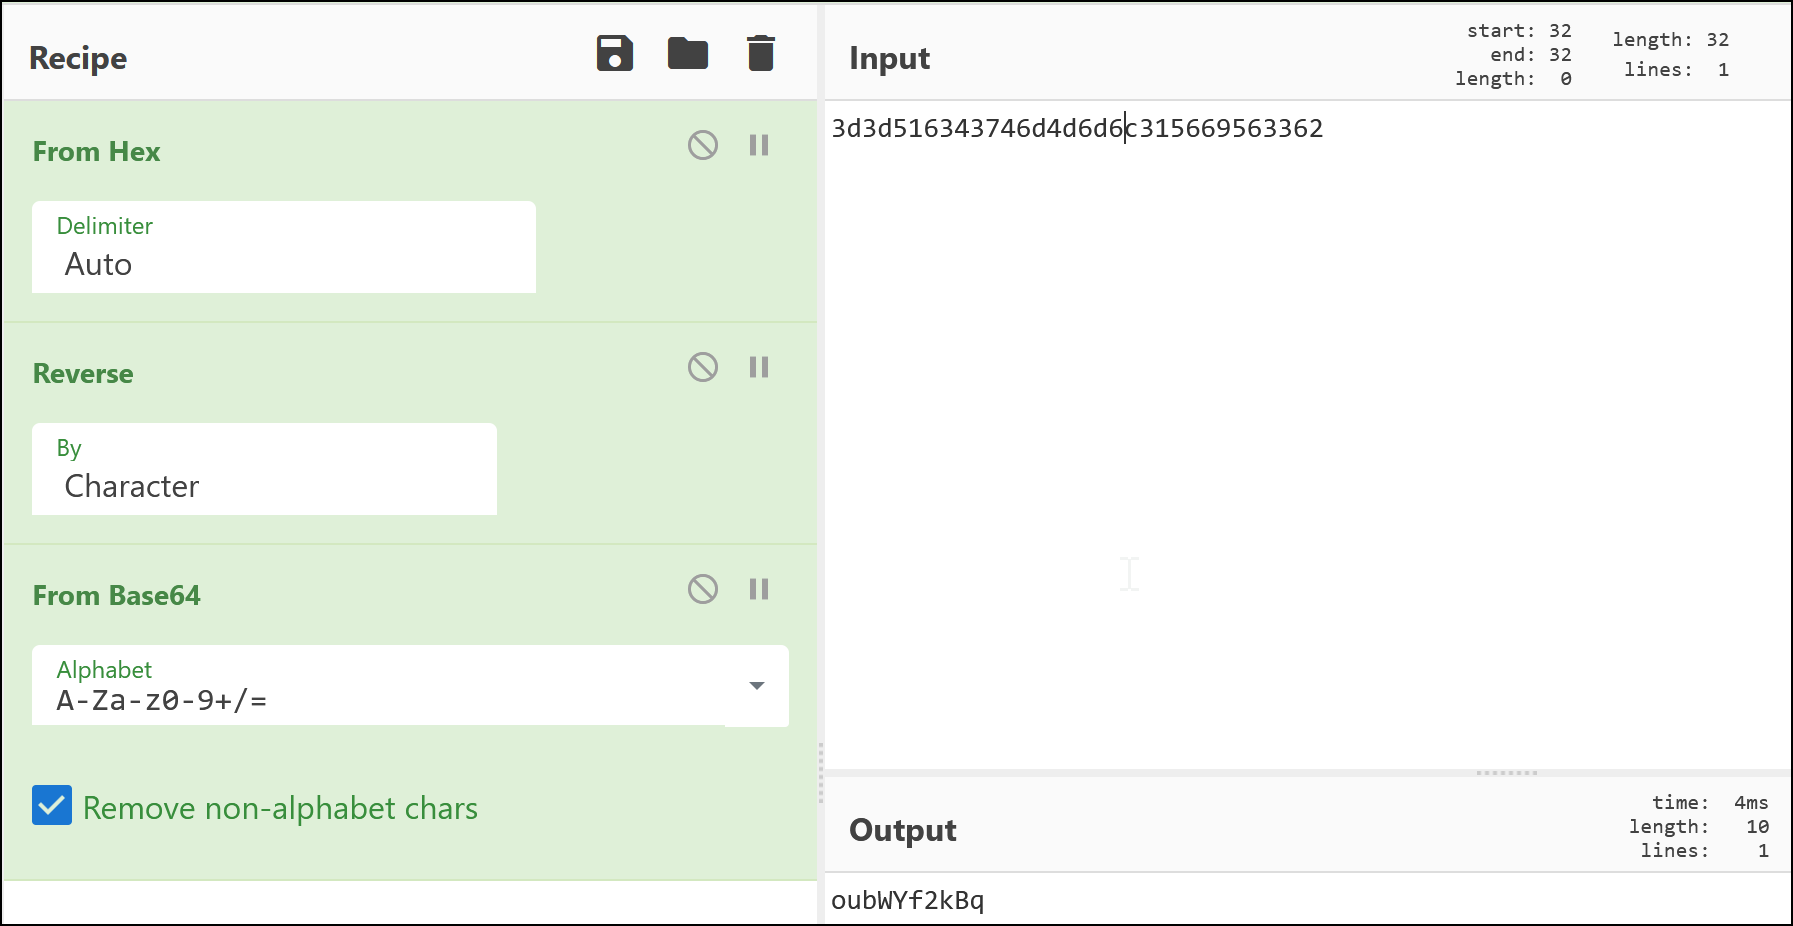 Recipe
From Hex
Delimiter
Auto
Reverse
By
Character
From Base64
Alphabet
A-Za-z0-9+/=
Remove non-alphabet chars
Input
start: 32
end: 32
length: 0
length: 32
lines: 1
3d3d516343746d4d6d6c315669563362
Output
time: 4ms
length: 10
lines: 1
oubWYf2kBq